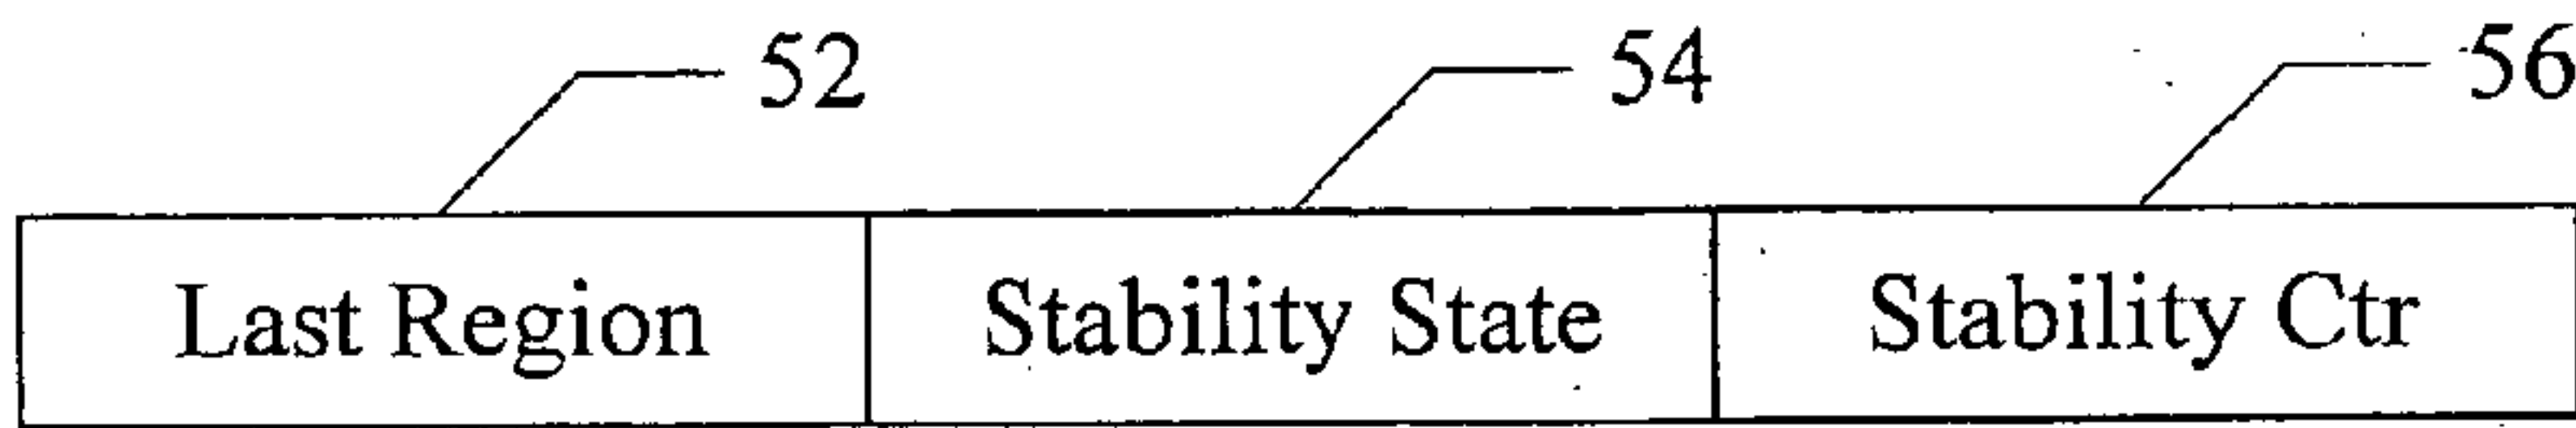 52 54 56
Last Region Stability State Stability Ctr